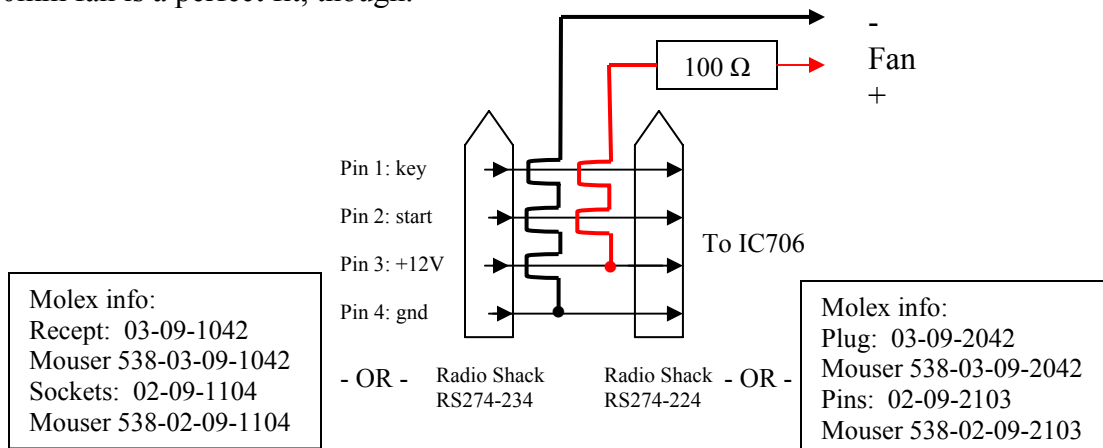 fan is a perfect fit, though.
-
Fan
+
100 Ω
Pin 1: key
Pin 2: start
Pin 3: +12V
Pin 4: gnd
To IC706
Molex info:
Recept: 03-09-1042
Mouser 538-03-09-1042
Sockets: 02-09-1104
Mouser 538-02-09-1104
- OR -
Radio Shack
RS274-234
Radio Shack
RS274-224
- OR -
Molex info:
Plug: 03-09-2042
Mouser 538-03-09-2042
Pins: 02-09-2103
Mouser 538-02-09-2103